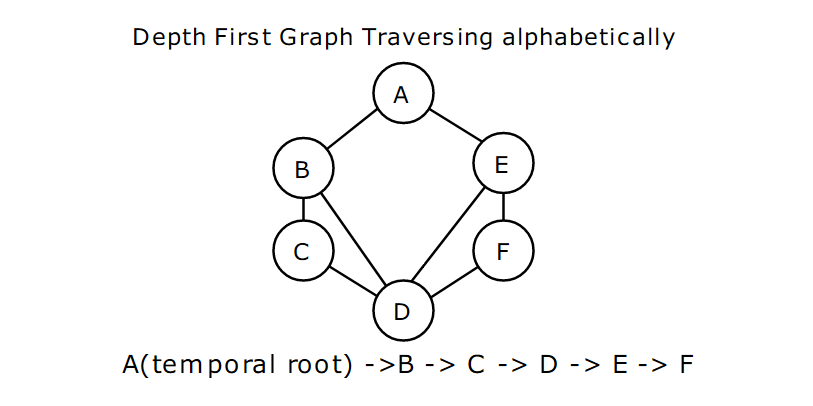 Depth First Graph Traversing alphabetically
A
B
E
C
F
D
A(temporal root) ->B -> C -> D -> E -> F